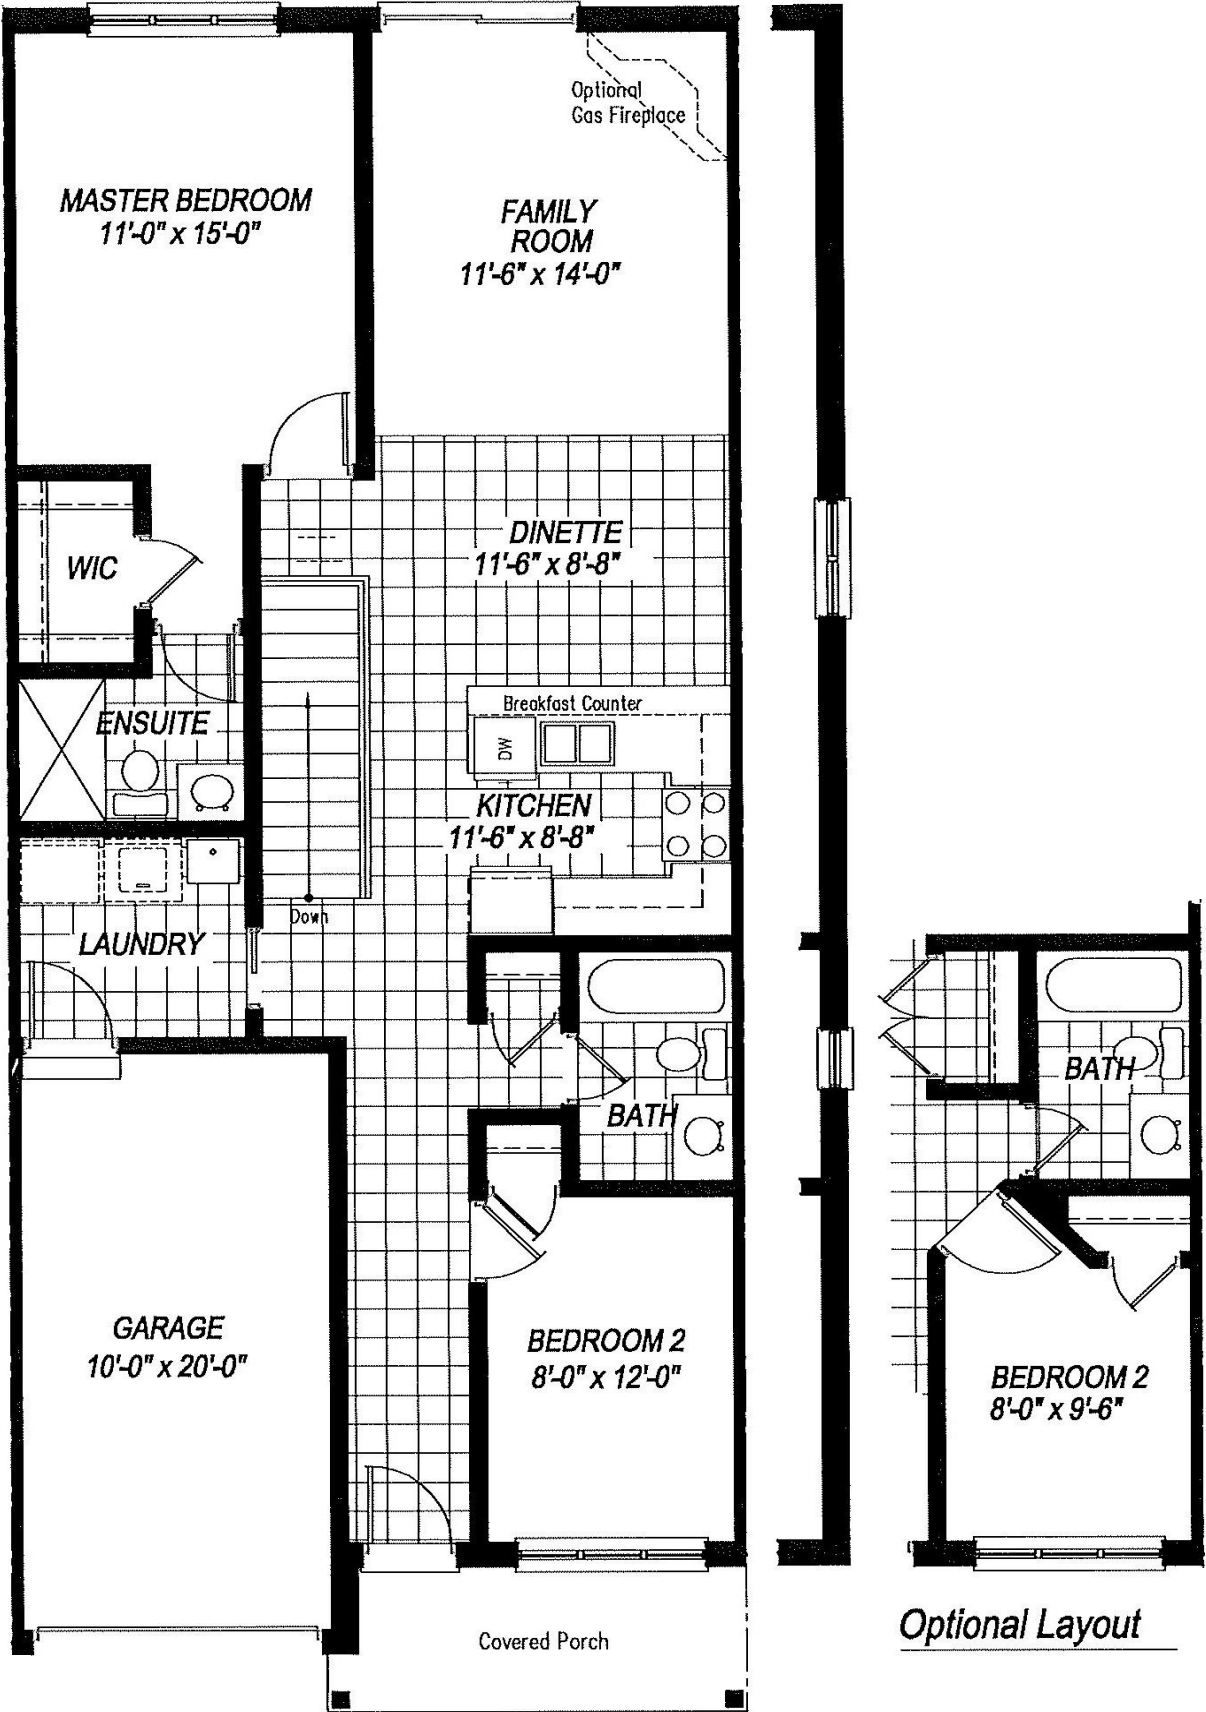 Optional
Gas Fireplace
MASTER BEDROOM
11'-0" x 15'-0"
FAMILY
ROOM
11'-6" x 14'-0"
DINETTE
11'-6" x 8'-8"
WIC
Breakfast Counter
ENSUITE
DW
KITCHEN
11'-6" x 8'-8"
Down
LAUNDRY
BATH
BATH
GARAGE
10'-0" x 20'-0"
BEDROOM 2
8'-0" x 12'-0"
BEDROOM 2
8'-0" x 9'-6"
Optional Layout
Covered Porch